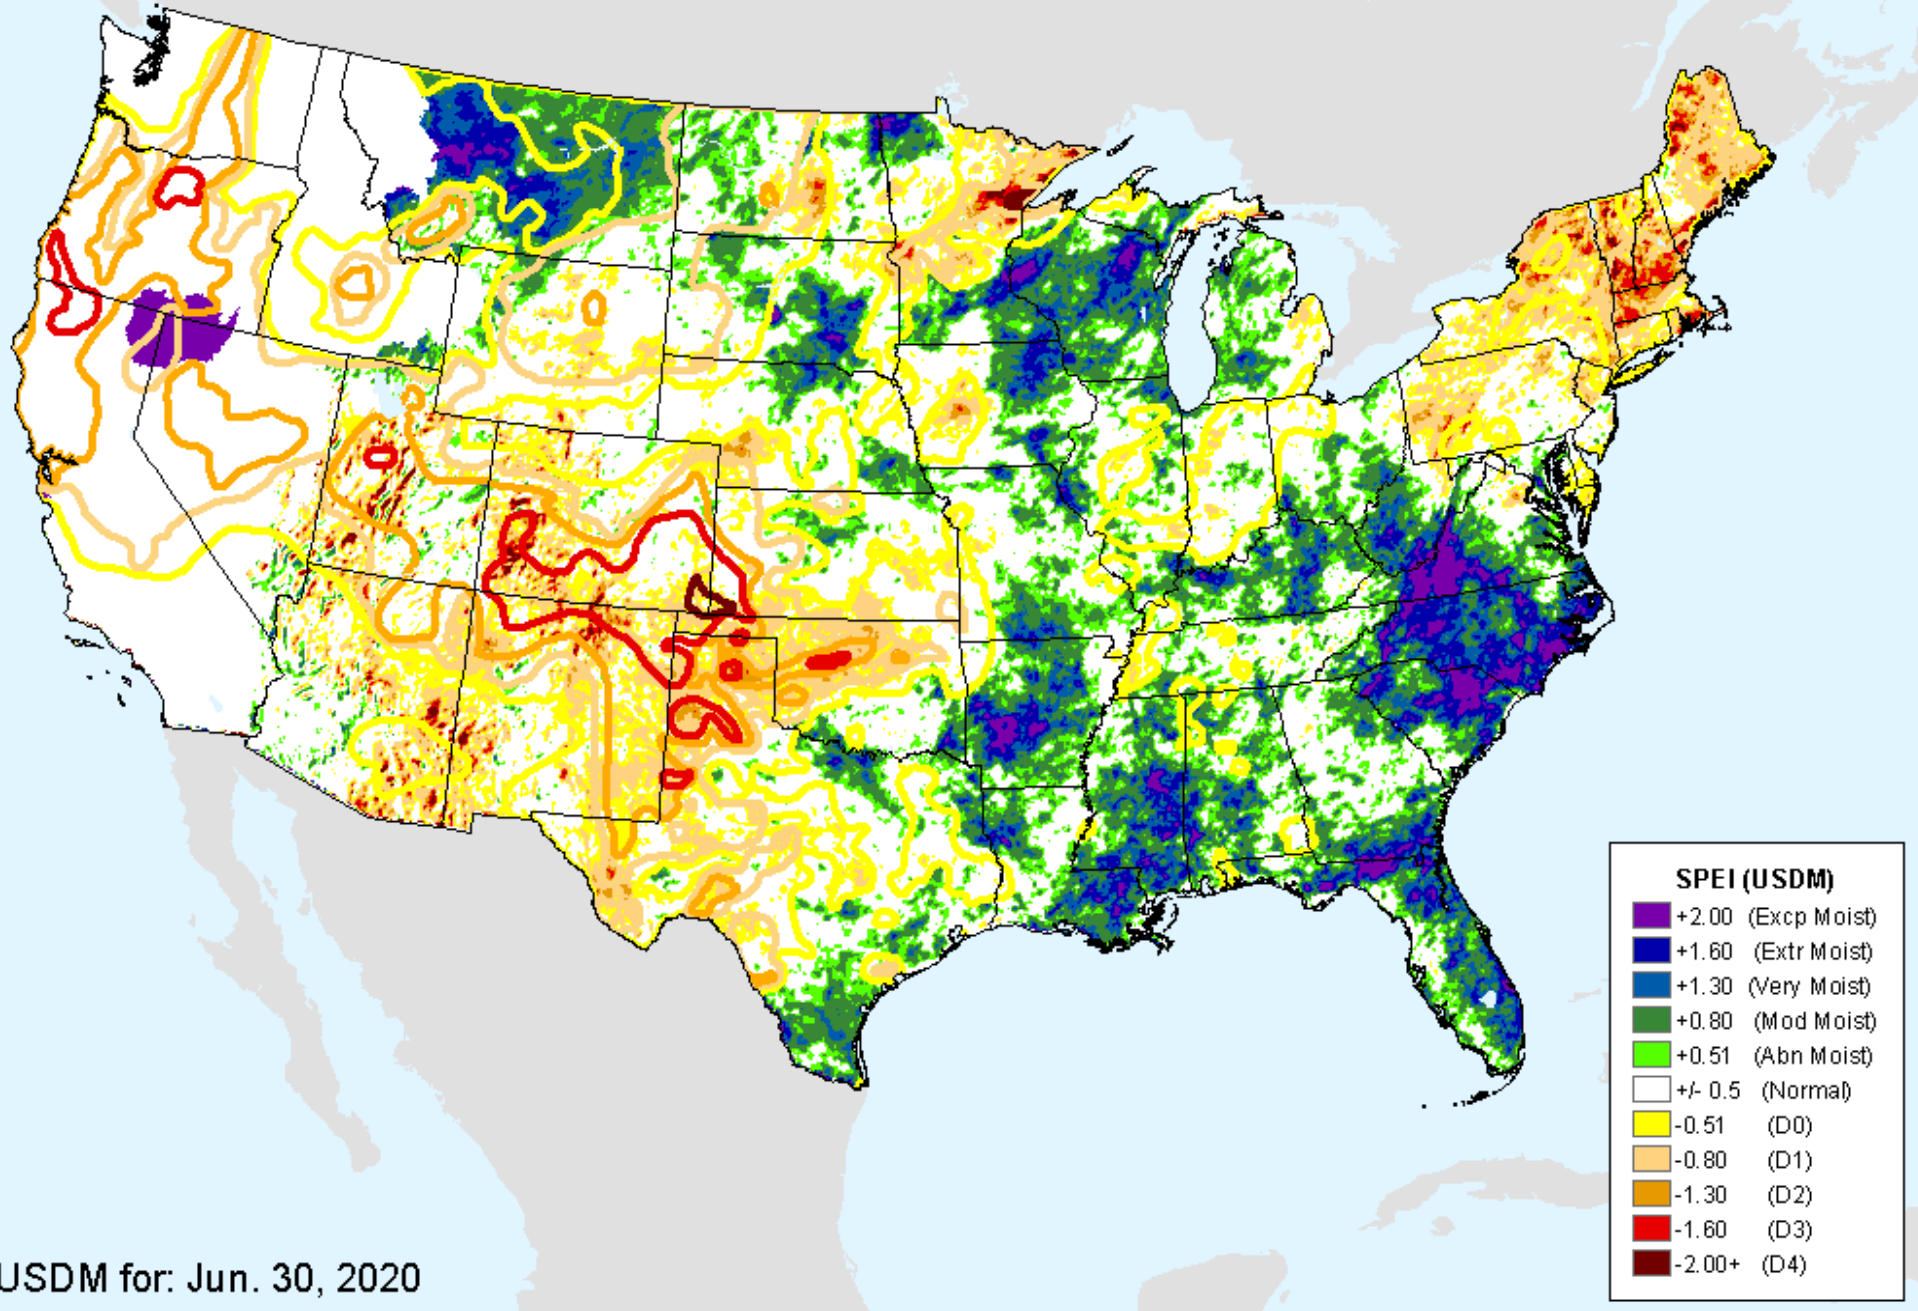 SPEI (USDM)
+2.00 (Excp Moist)
+1.60 (Extr Moist)
+1.30 (Very Moist)
+0.80 (Mod Moist)
+0.51 (Abn Moist)
+/- 0.5 (Normal)
-0.51 (D0)
-0.80 (D1)
-1.30 (D2)
-1.60 (D3)
-2.00+ (D4)
USDM for: Jun. 30, 2020